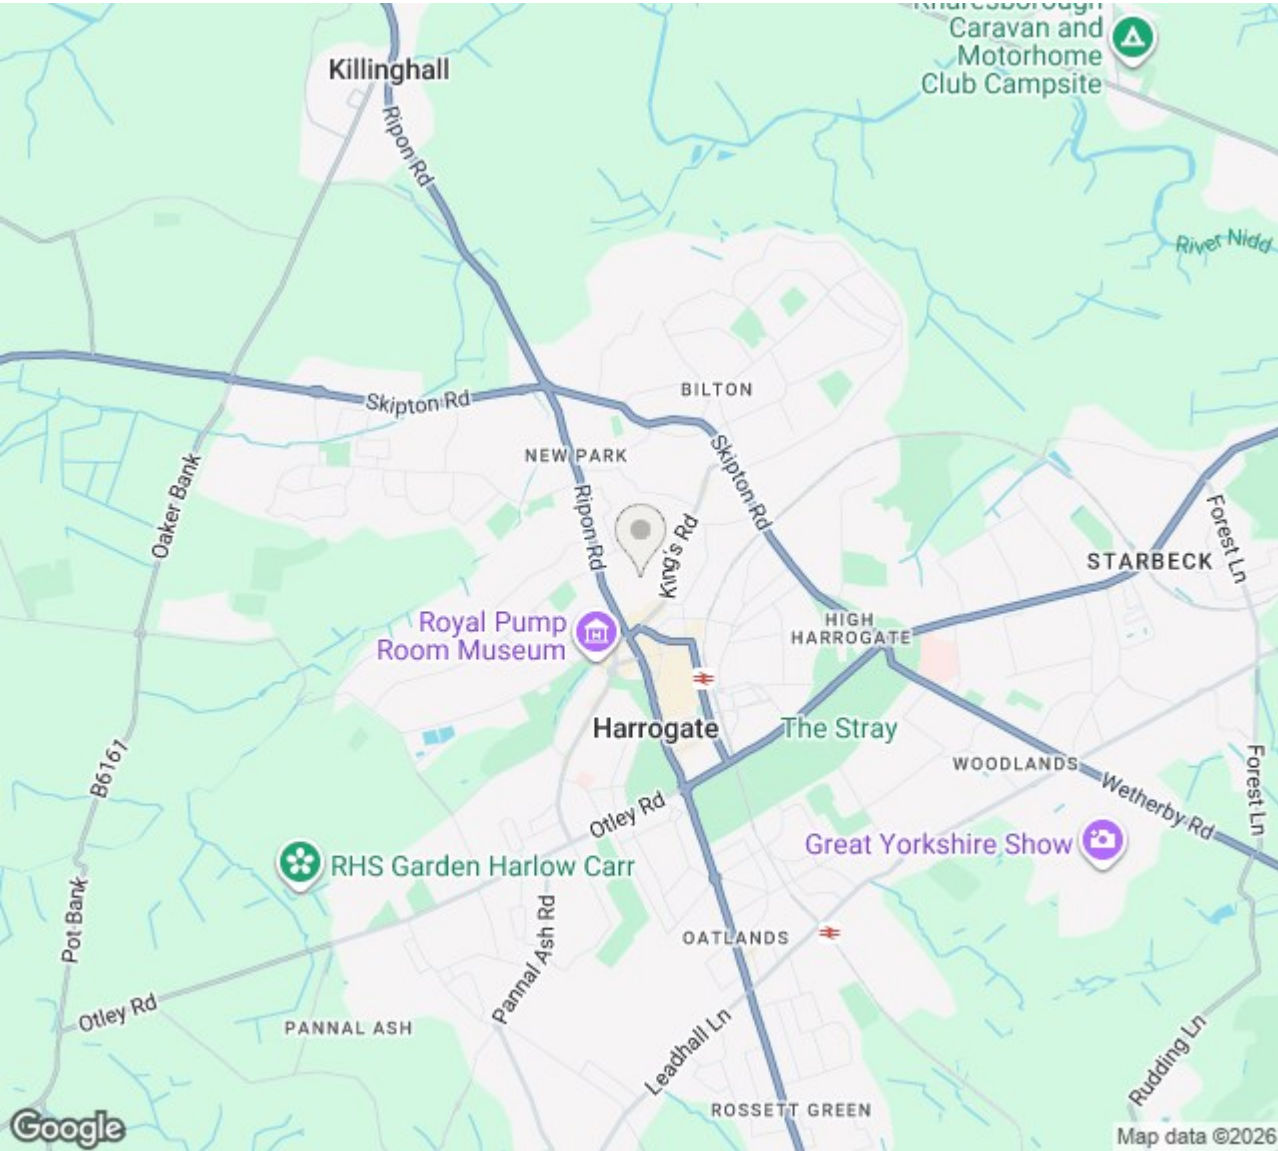 Knaresborough
Caravan and
Motorhome
Club Campsite
Killinghall
Ripon Rd
River Nidd
BILTON
Skipton Rd
NEW PARK
Skipton Rd
Oaker Bank
Ripon Rd
King's Rd
Forest Ln
STARBECK
Royal Pump
Room Museum
HIGH
HARROGATE
Harrogate
The Stray
WOODLANDS
B6161
Wetherby Rd
Forest Ln
Otley Rd
Great Yorkshire Show
RHS Garden Harlow Carr
Pot Bank
Pannal Ash Rd
OATLANDS
Otley Rd
PANNAL ASH
Leadhall Ln
Rudding Ln
ROSSETT GREEN
Google
Map data ©2026